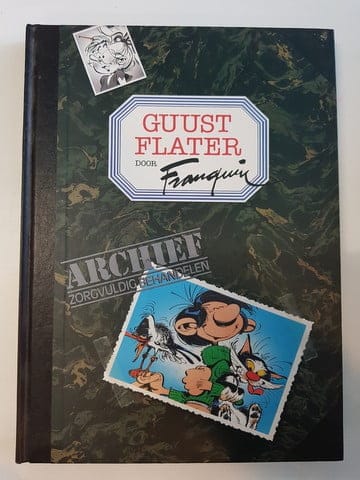 GUUST
FLATER
DOOR Franquin
ARCHIEF
ZORGVULDIG BEHANDELEN